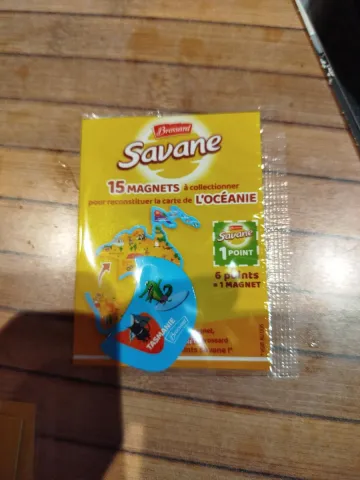 Brossard
Savane
15 MAGNETS à collectionner
pour reconstituer la carte de L'OCÉANIE
Brossard
Savane
1 POINT
6 points
= 1 MAGNET
TASMANIE